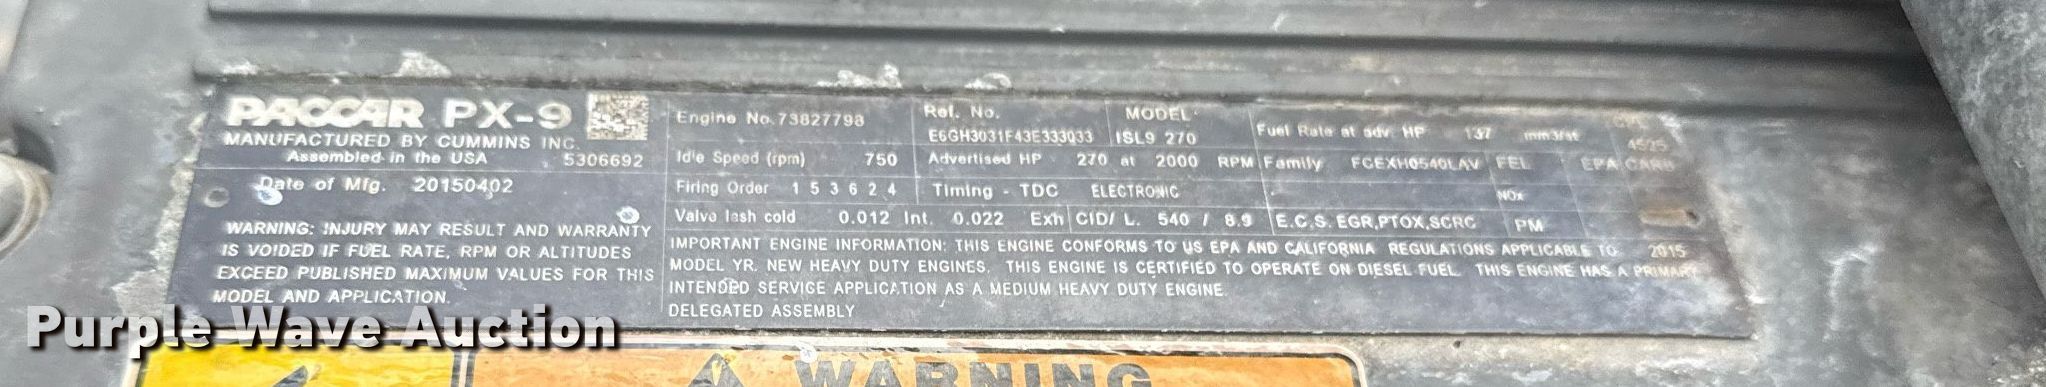 PACCAR PX-9
MANUFACTURED BY CUMMINS INC.
Assembled in the USA 5306692
Date of Mfg. 20150402
WARNING: INJURY MAY RESULT AND WARRANTY
IS VOIDED IF FUEL RATE, RPM OR ALTITUDES
EXCEED PUBLISHED MAXIMUM VALUES FOR THIS
MODEL AND APPLICATION.
Engine No. 73827798 Ref. No. MODEL
E6GH3031F43E333033 ISL9 270 Fuel Rate at adv. HP 137 mm3/st
Idle Speed (rpm) 750 Advertised HP 270 at 2000 RPM Family FCEXH0540LAV FEL EPA CARB
Firing Order 1 5 3 6 2 4 Timing - TDC ELECTRONIC NOx
Valve lash cold 0.012 Int. 0.022 Exh CID/ L. 540 / 8.9 E.C.S. EGR,PTOX,SCRC PM
IMPORTANT ENGINE INFORMATION: THIS ENGINE CONFORMS TO US EPA AND CALIFORNIA REGULATIONS APPLICABLE TO 2015
MODEL YR. NEW HEAVY DUTY ENGINES. THIS ENGINE IS CERTIFIED TO OPERATE ON DIESEL FUEL. THIS ENGINE HAS A PRIMARY
INTENDED SERVICE APPLICATION AS A MEDIUM HEAVY DUTY ENGINE.
DELEGATED ASSEMBLY
Purple Wave Auction
WARNING